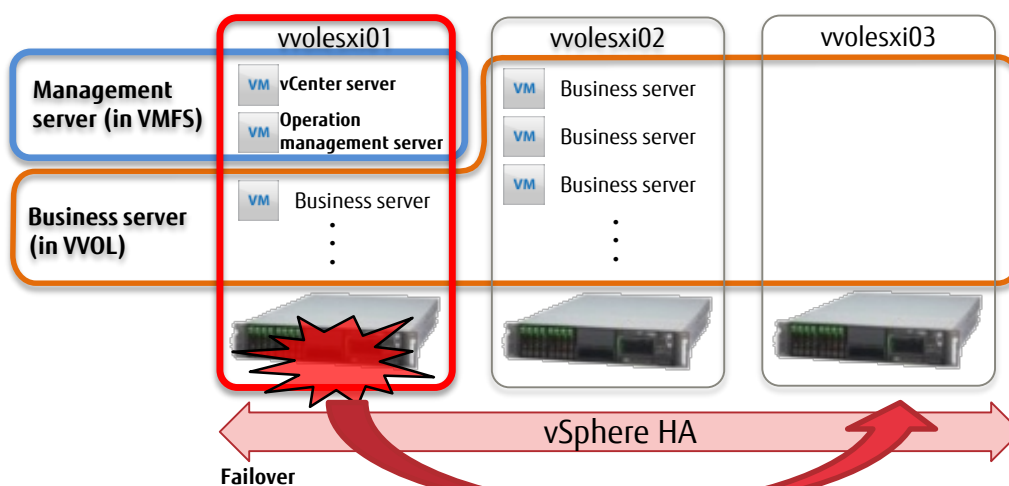 vvolesxi01
vvolesxi02
vvolesxi03
Management
server (in VMFS)
VM vCenter server
VM Operation
management server
VM Business server
VM Business server
VM Business server
Business server
(in VVOL)
VM Business server
vSphere HA
Failover